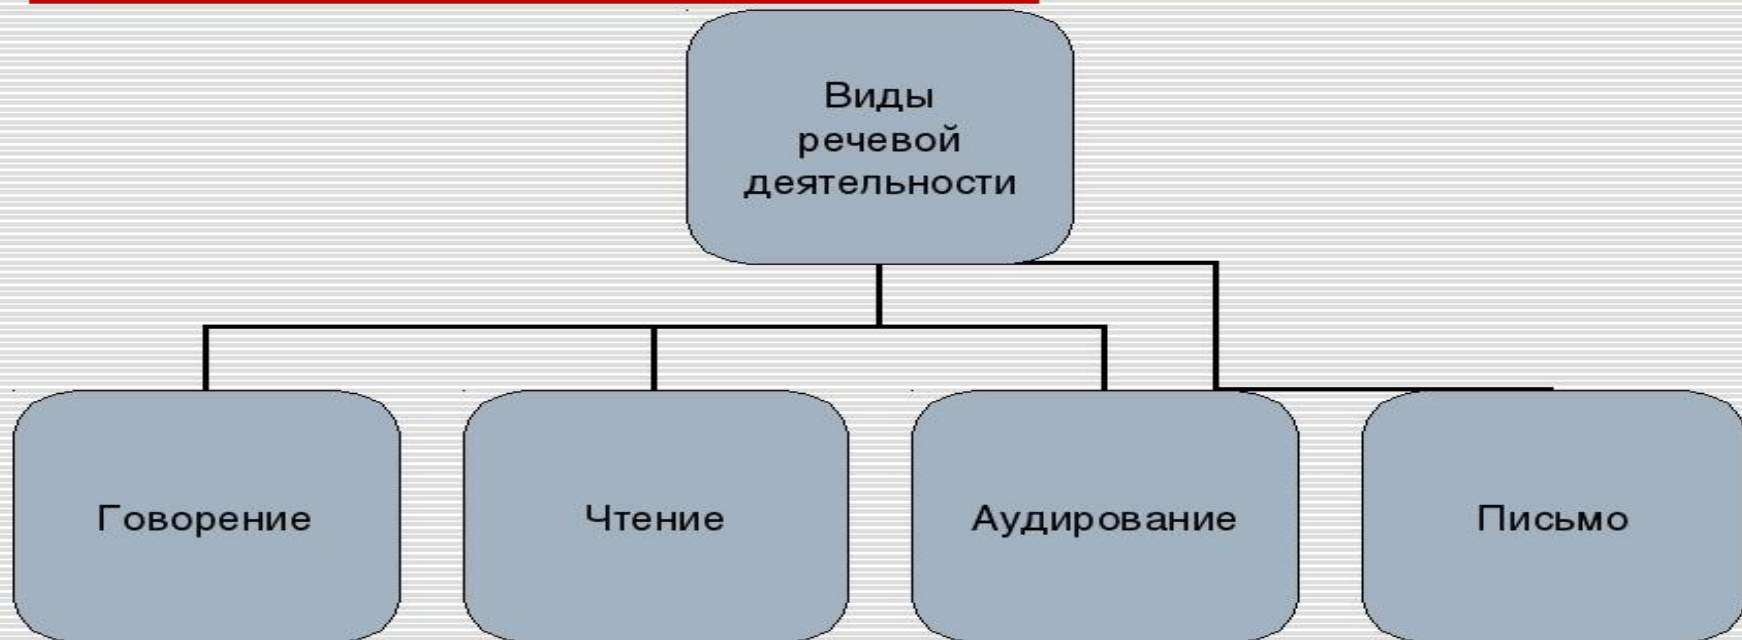 Виды
речевой
деятельности
Говорение
Чтение
Аудирование
Письмо